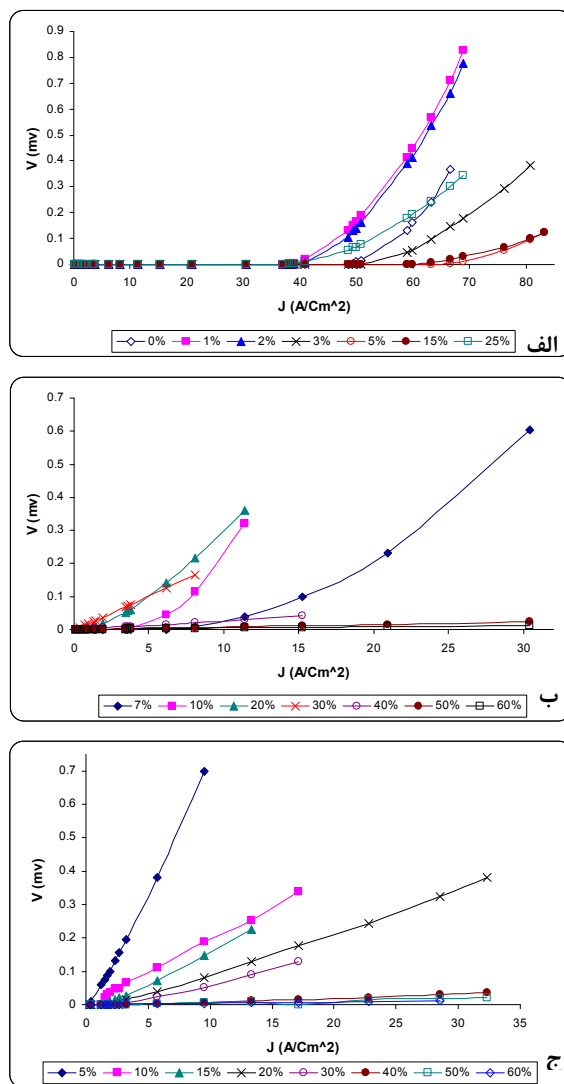 0.9
0.8
0.7
0.6
0.5
0.4
0.3
0.2
0.1
0
V (mv)
0 10 20 30 40 50 60 70 80
J (A/Cm^2)
0% 1% 2% 3% 5% 15% 25%
الف
0.7
0.6
0.5
0.4
0.3
0.2
0.1
0
V (mv)
0 5 10 15 20 25 30
J (A/Cm^2)
7% 10% 20% 30% 40% 50% 60%
ب
0.7
0.6
0.5
0.4
0.3
0.2
0.1
0
V (mv)
0 5 10 15 20 25 30 35
J (A/Cm^2)
5% 10% 15% 20% 30% 40% 50% 60%
ج